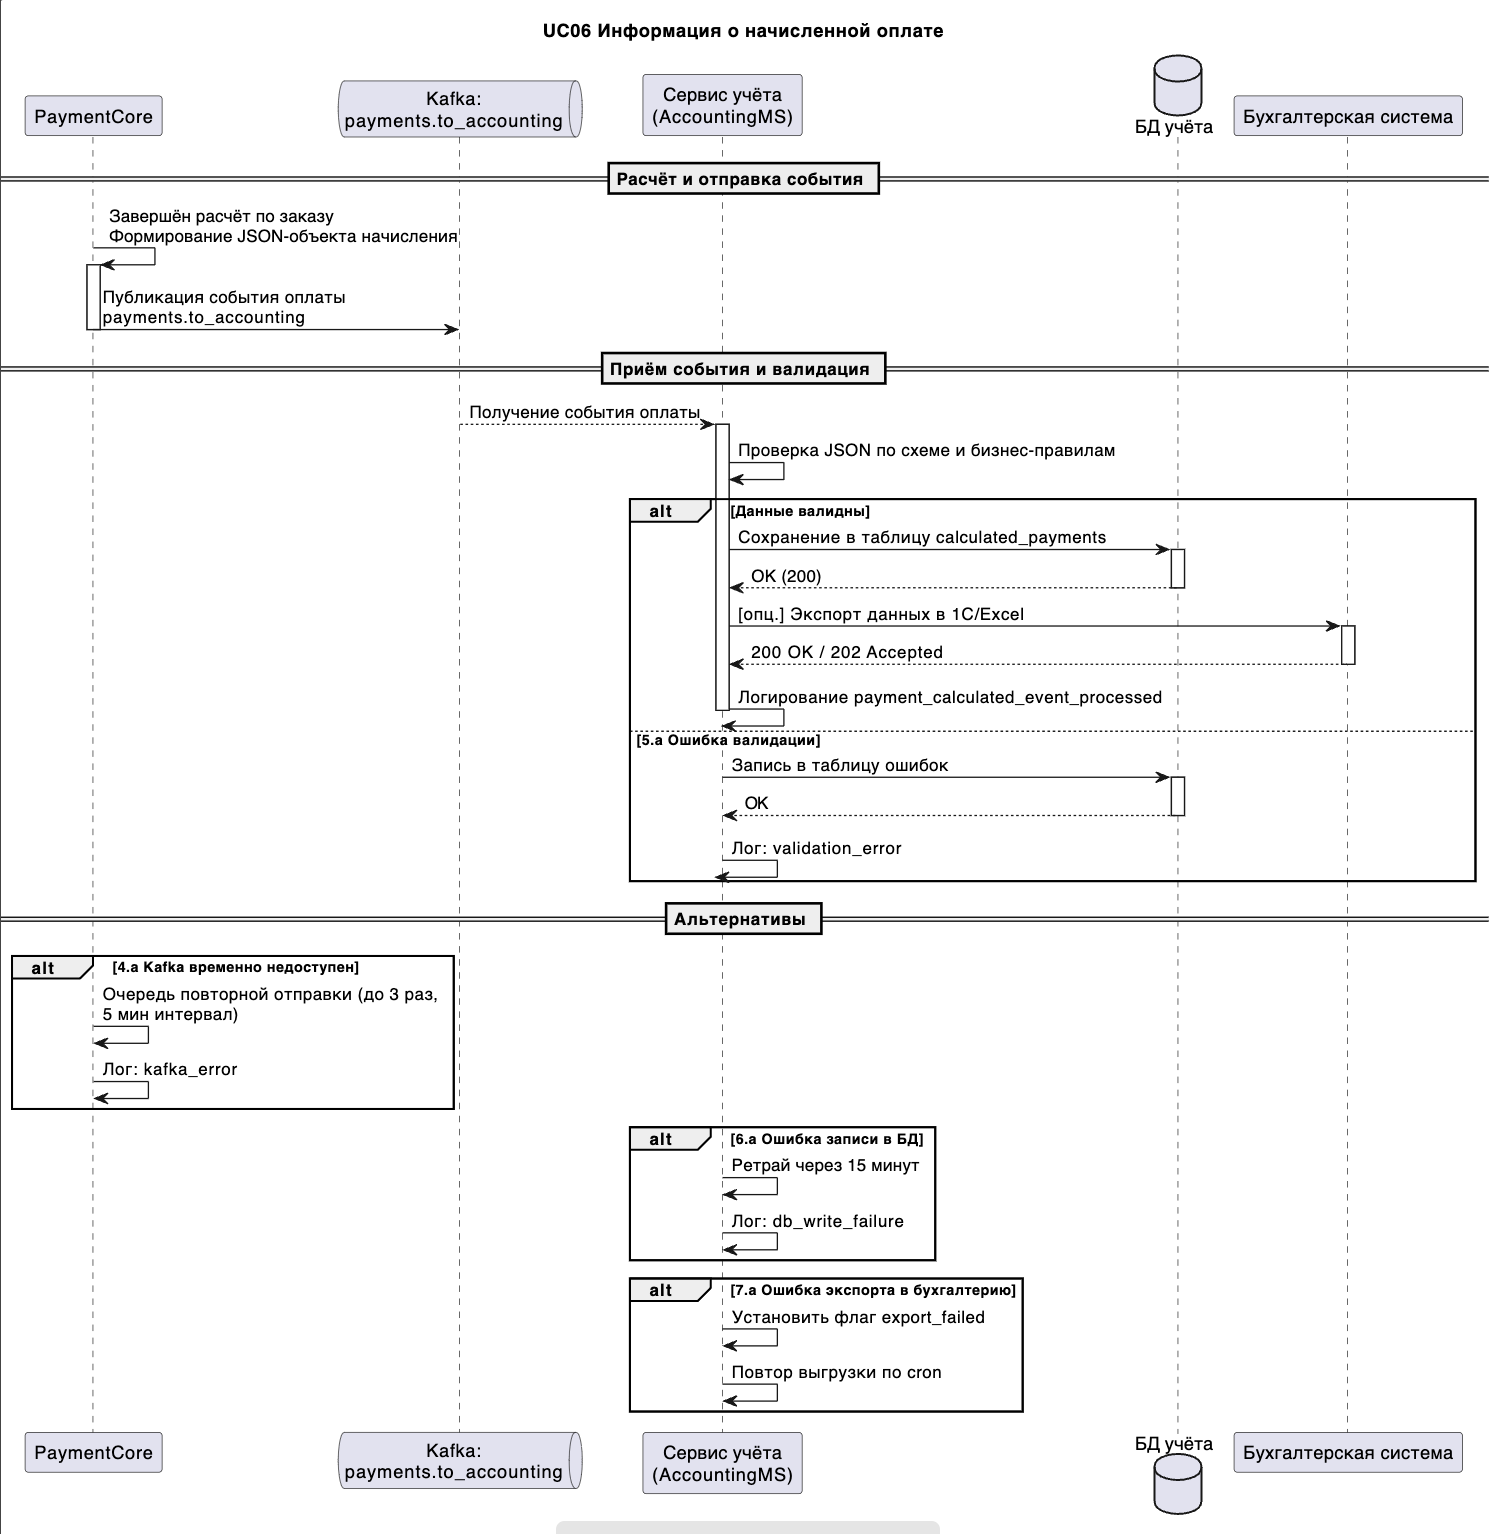 UC06 Информация о начисленной оплате
PaymentCore
Kafka:
payments.to_accounting
Сервис учёта
(AccountingMS)
БД учёта
Бухгалтерская система
Расчёт и отправка события
Завершён расчёт по заказу
Формирование JSON-объекта начисления
Публикация события оплаты
payments.to_accounting
Приём события и валидация
Получение события оплаты
Проверка JSON по схеме и бизнес-правилам
alt
[Данные валидны]
Сохранение в таблицу calculated_payments
OK (200)
[опц.] Экспорт данных в 1C/Excel
200 OK / 202 Accepted
Логирование payment_calculated_event_processed
[5.a Ошибка валидации]
Запись в таблицу ошибок
OK
Лог: validation_error
Альтернативы
alt
[4.a Kafka временно недоступен]
Очередь повторной отправки (до 3 раз,
5 мин интервал)
Лог: kafka_error
alt
[6.a Ошибка записи в БД]
Ретрай через 15 минут
Лог: db_write_failure
alt
[7.a Ошибка экспорта в бухгалтерию]
Установить флаг export_failed
Повтор выгрузки по cron
PaymentCore
Kafka:
payments.to_accounting
Сервис учёта
(AccountingMS)
БД учёта
Бухгалтерская система